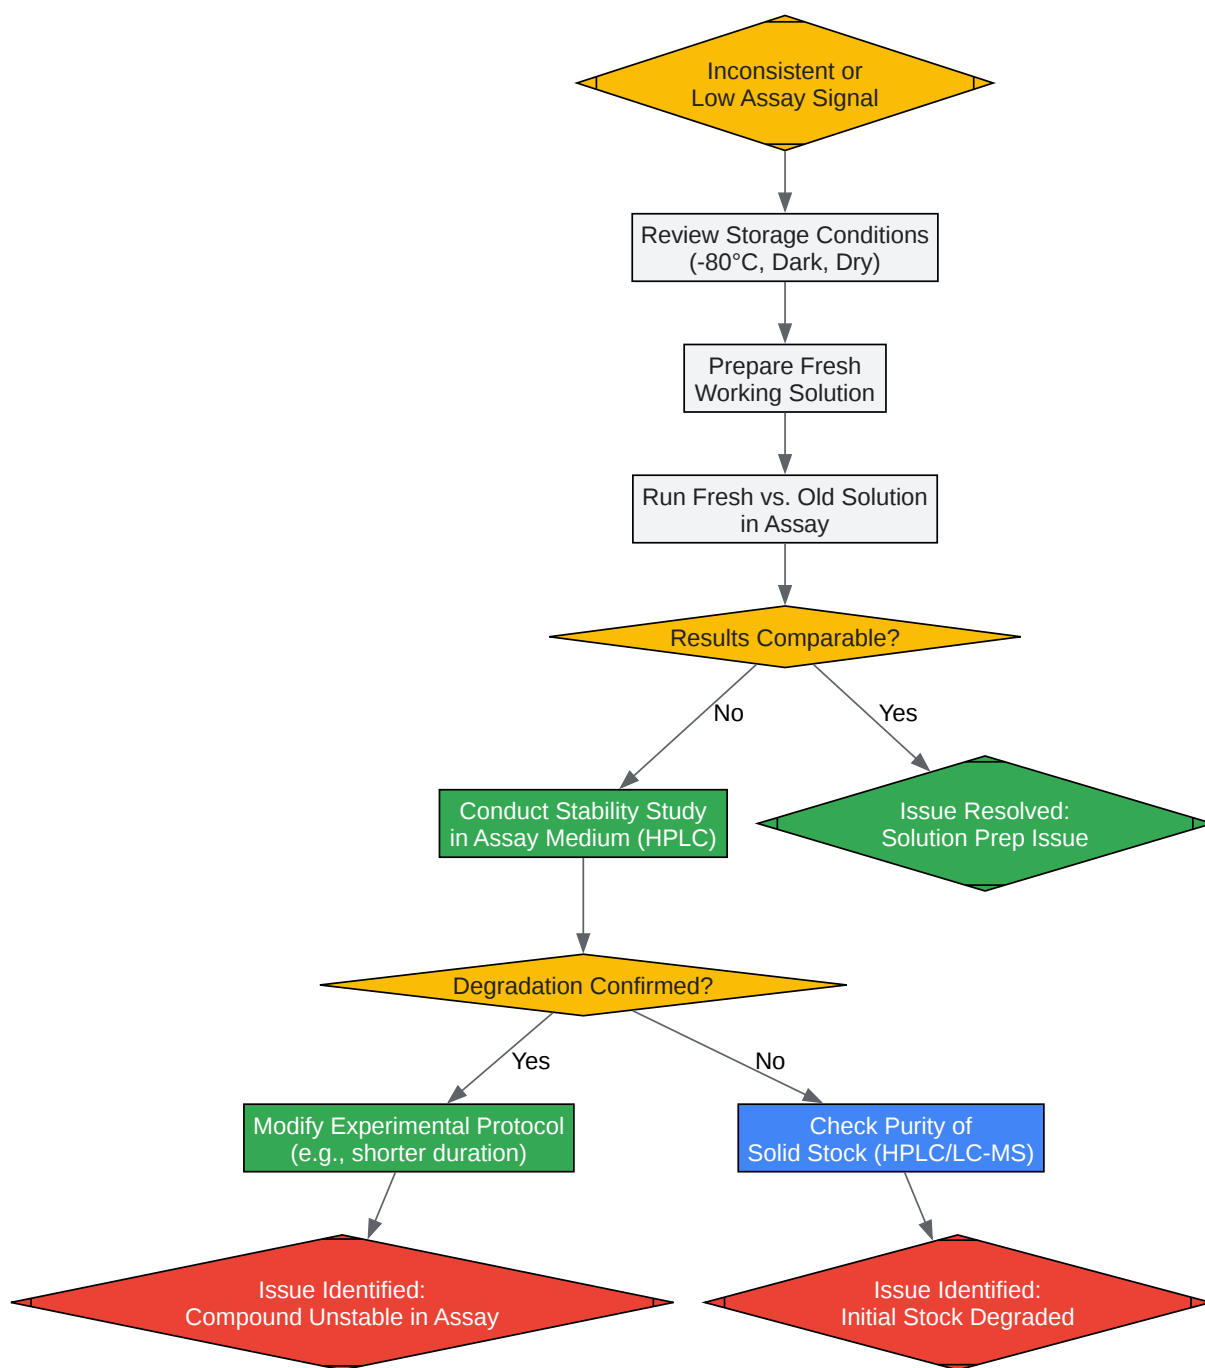 Inconsistent or
Low Assay Signal
Review Storage Conditions
(-80°C, Dark, Dry)
Prepare Fresh
Working Solution
Run Fresh vs. Old Solution
in Assay
Results Comparable?
No
Yes
Conduct Stability Study
in Assay Medium (HPLC)
Issue Resolved:
Solution Prep Issue
Degradation Confirmed?
Yes
No
Modify Experimental Protocol
(e.g., shorter duration)
Check Purity of
Solid Stock (HPLC/LC-MS)
Issue Identified:
Compound Unstable in Assay
Issue Identified:
Initial Stock Degraded